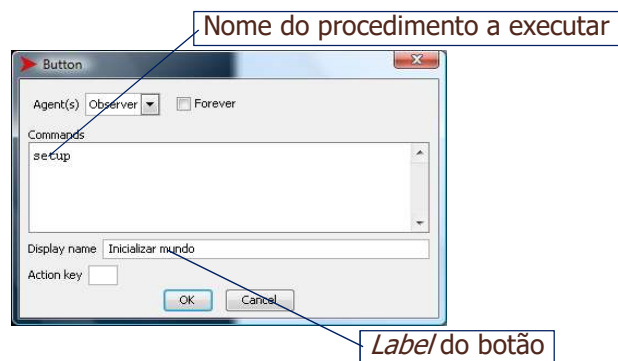 Nome do procedimento a executar
Button
Agent(s) Observer Forever
Commands
setup
Display name Inicializar mundo
Action key
OK Cancel
Label do botão